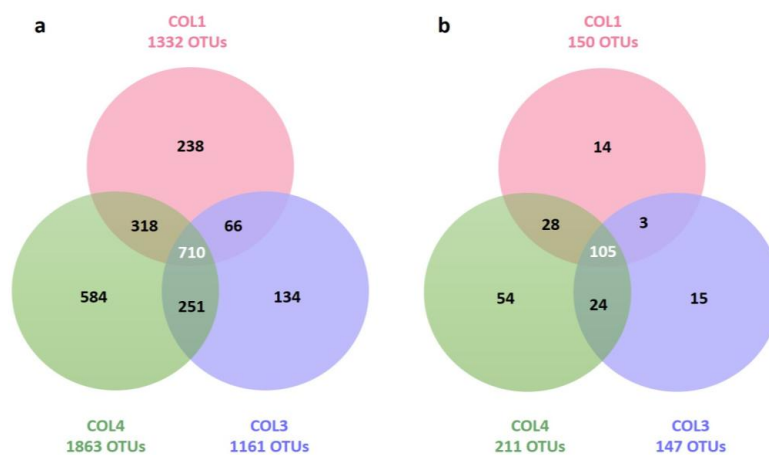 a
COL1
1332 OTUs
238
318
66
710
584
251
134
COL4
1863 OTUs
COL3
1161 OTUs
b
COL1
150 OTUs
14
28
3
105
54
24
15
COL4
211 OTUs
COL3
147 OTUs